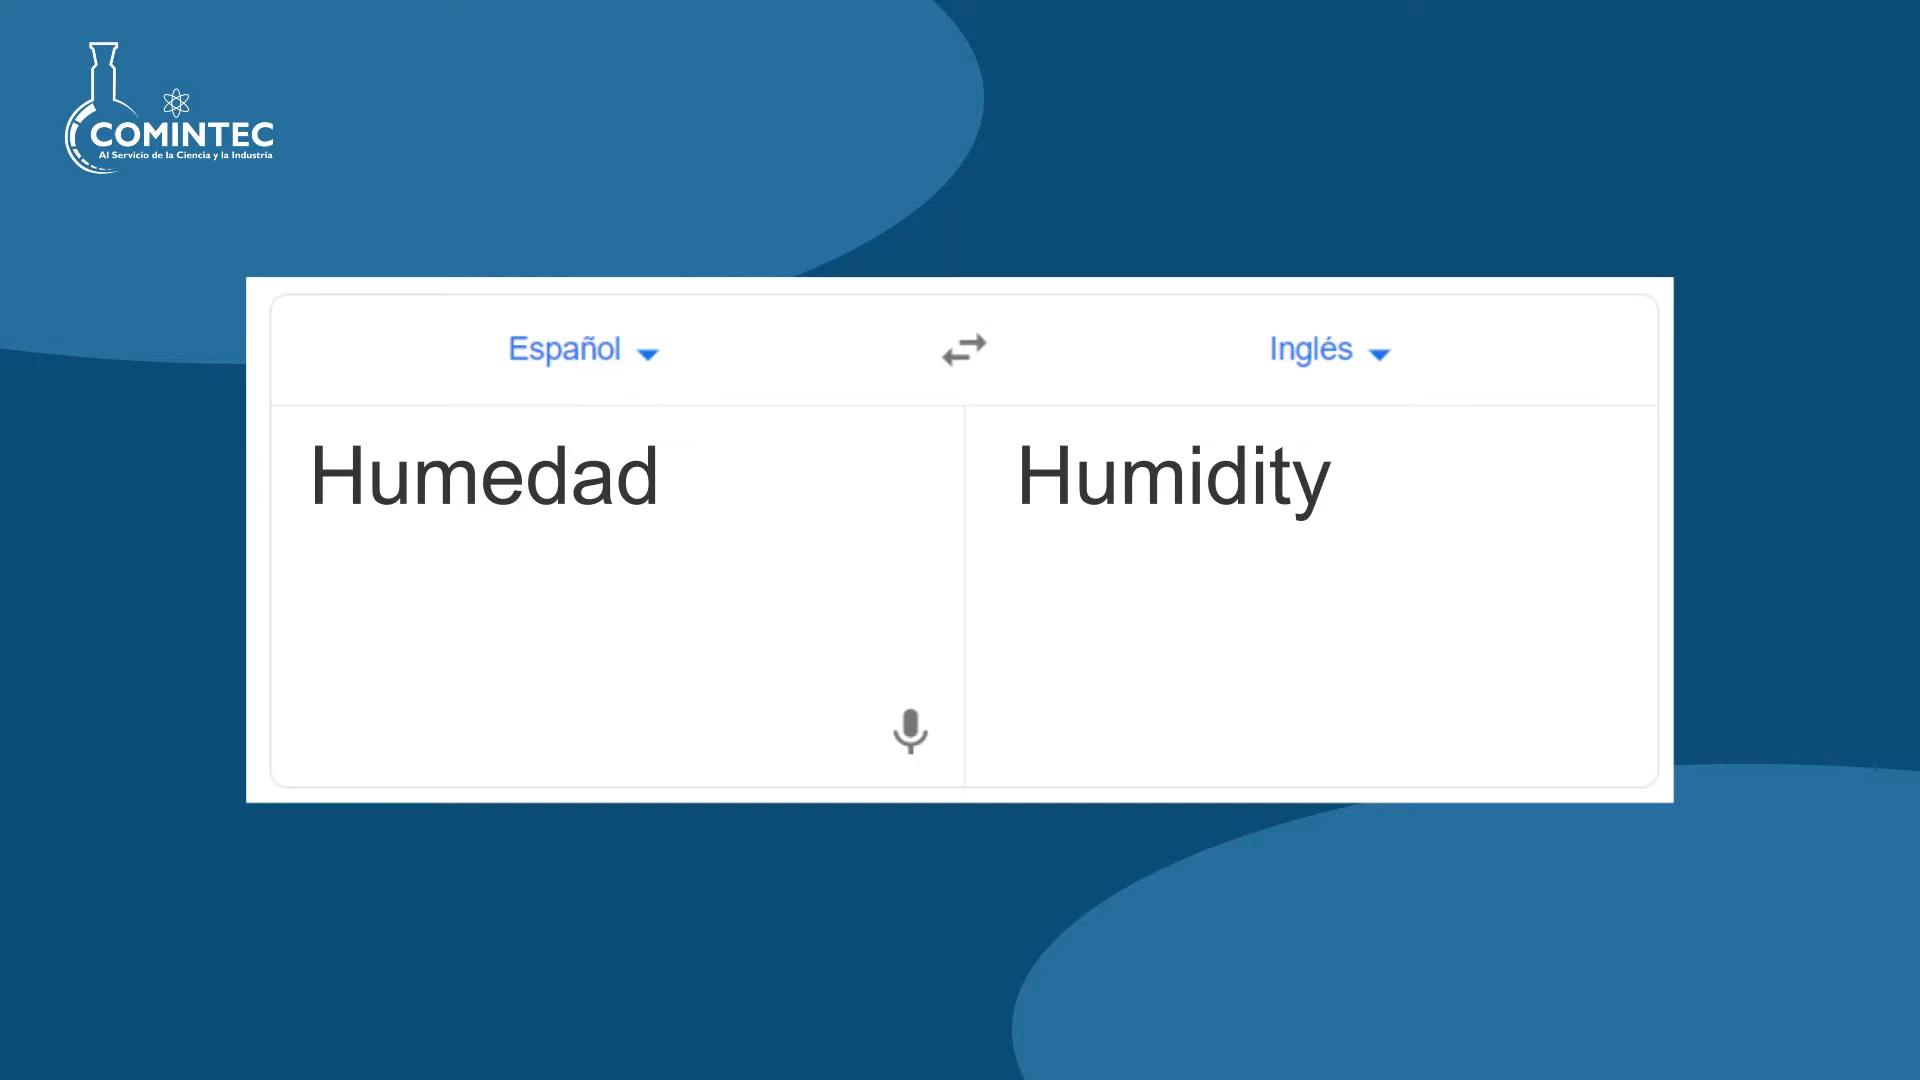 COMINTEC
Al Servicio de la Ciencia y la Industria
Español
Inglés
Humedad
Humidity